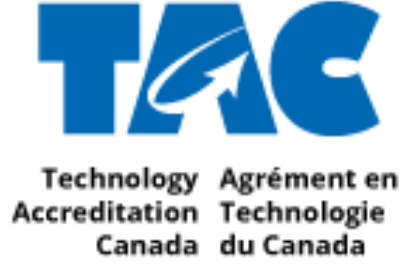 TAC
Technology
Accreditation
Canada
Agrément en
Technologie
du Canada